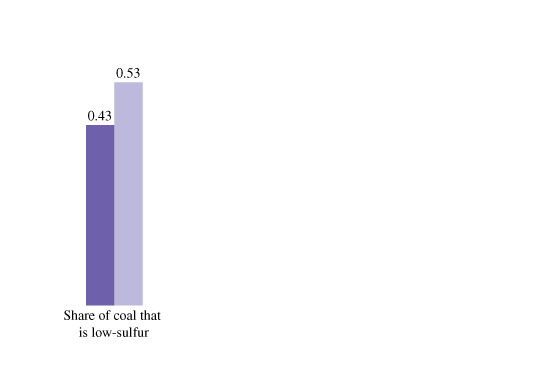 0.53
0.43
Share of coal that
is low-sulfur